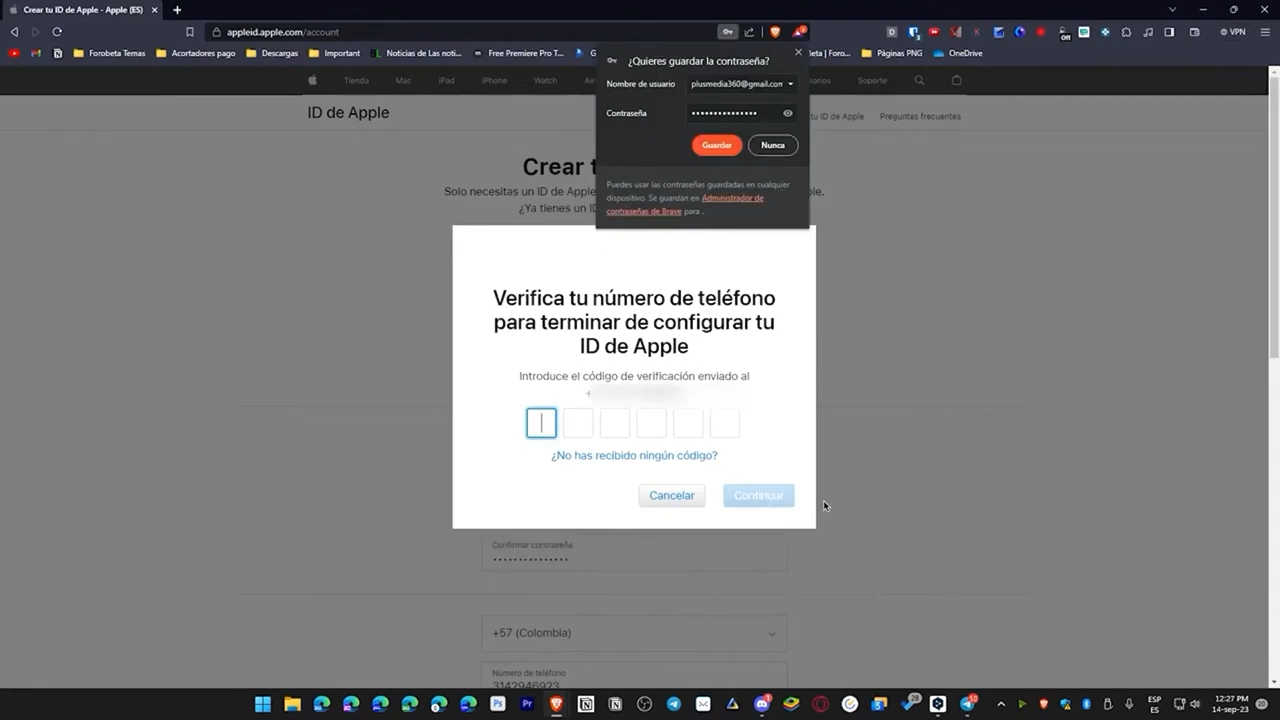 Crear tu ID de Apple - Apple (ES)
appleid.apple.com/account
VPN
Forobeta Temas
Acortadores pago
Descargas
Important
Noticias de Las noti...
Free Premiere Pro T...
Páginas PNG
OneDrive
¿Quieres guardar la contraseña?
Nombre de usuario
plusmedia360@gmail.com
Contraseña
Guardar
Nunca
Puedes usar las contraseñas guardadas en cualquier
dispositivo. Se guardan en Administrador de
contraseñas de Brave para .
Tienda
Mac
iPad
iPhone
Watch
Soporte
ID de Apple
tu ID de Apple
Preguntas frecuentes
Crear t
Solo necesitas un ID de Apple
¿Ya tienes un ID
Verifica tu número de teléfono
para terminar de configurar tu
ID de Apple
Introduce el código de verificación enviado al
+
¿No has recibido ningún código?
Cancelar
Continuar
Confirmar contraseña
+57 (Colombia)
Número de teléfono
3142946923
ESP
ES
12:27 PM
14-sep-23